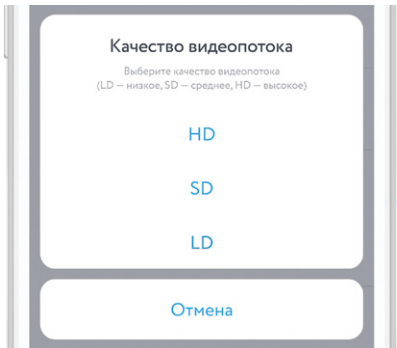 Качество видеопотока
Выберите качество видеопотока
(LD — низкое, SD — среднее, HD — высокое)
HD
SD
LD
Отмена